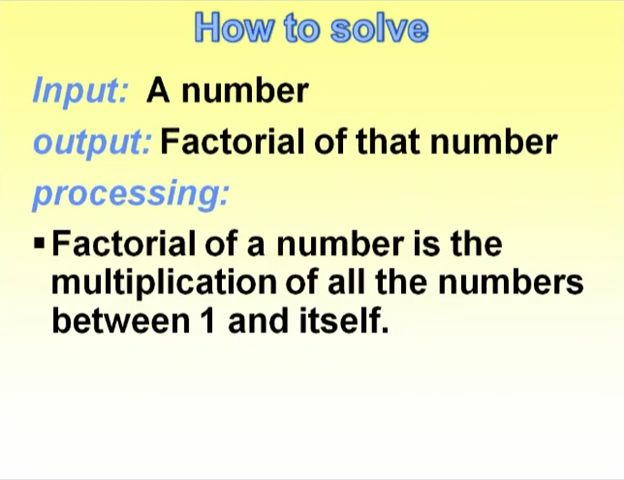 How to solve
Input: A number
output: Factorial of that number
processing:
▪ Factorial of a number is the
multiplication of all the numbers
between 1 and itself.